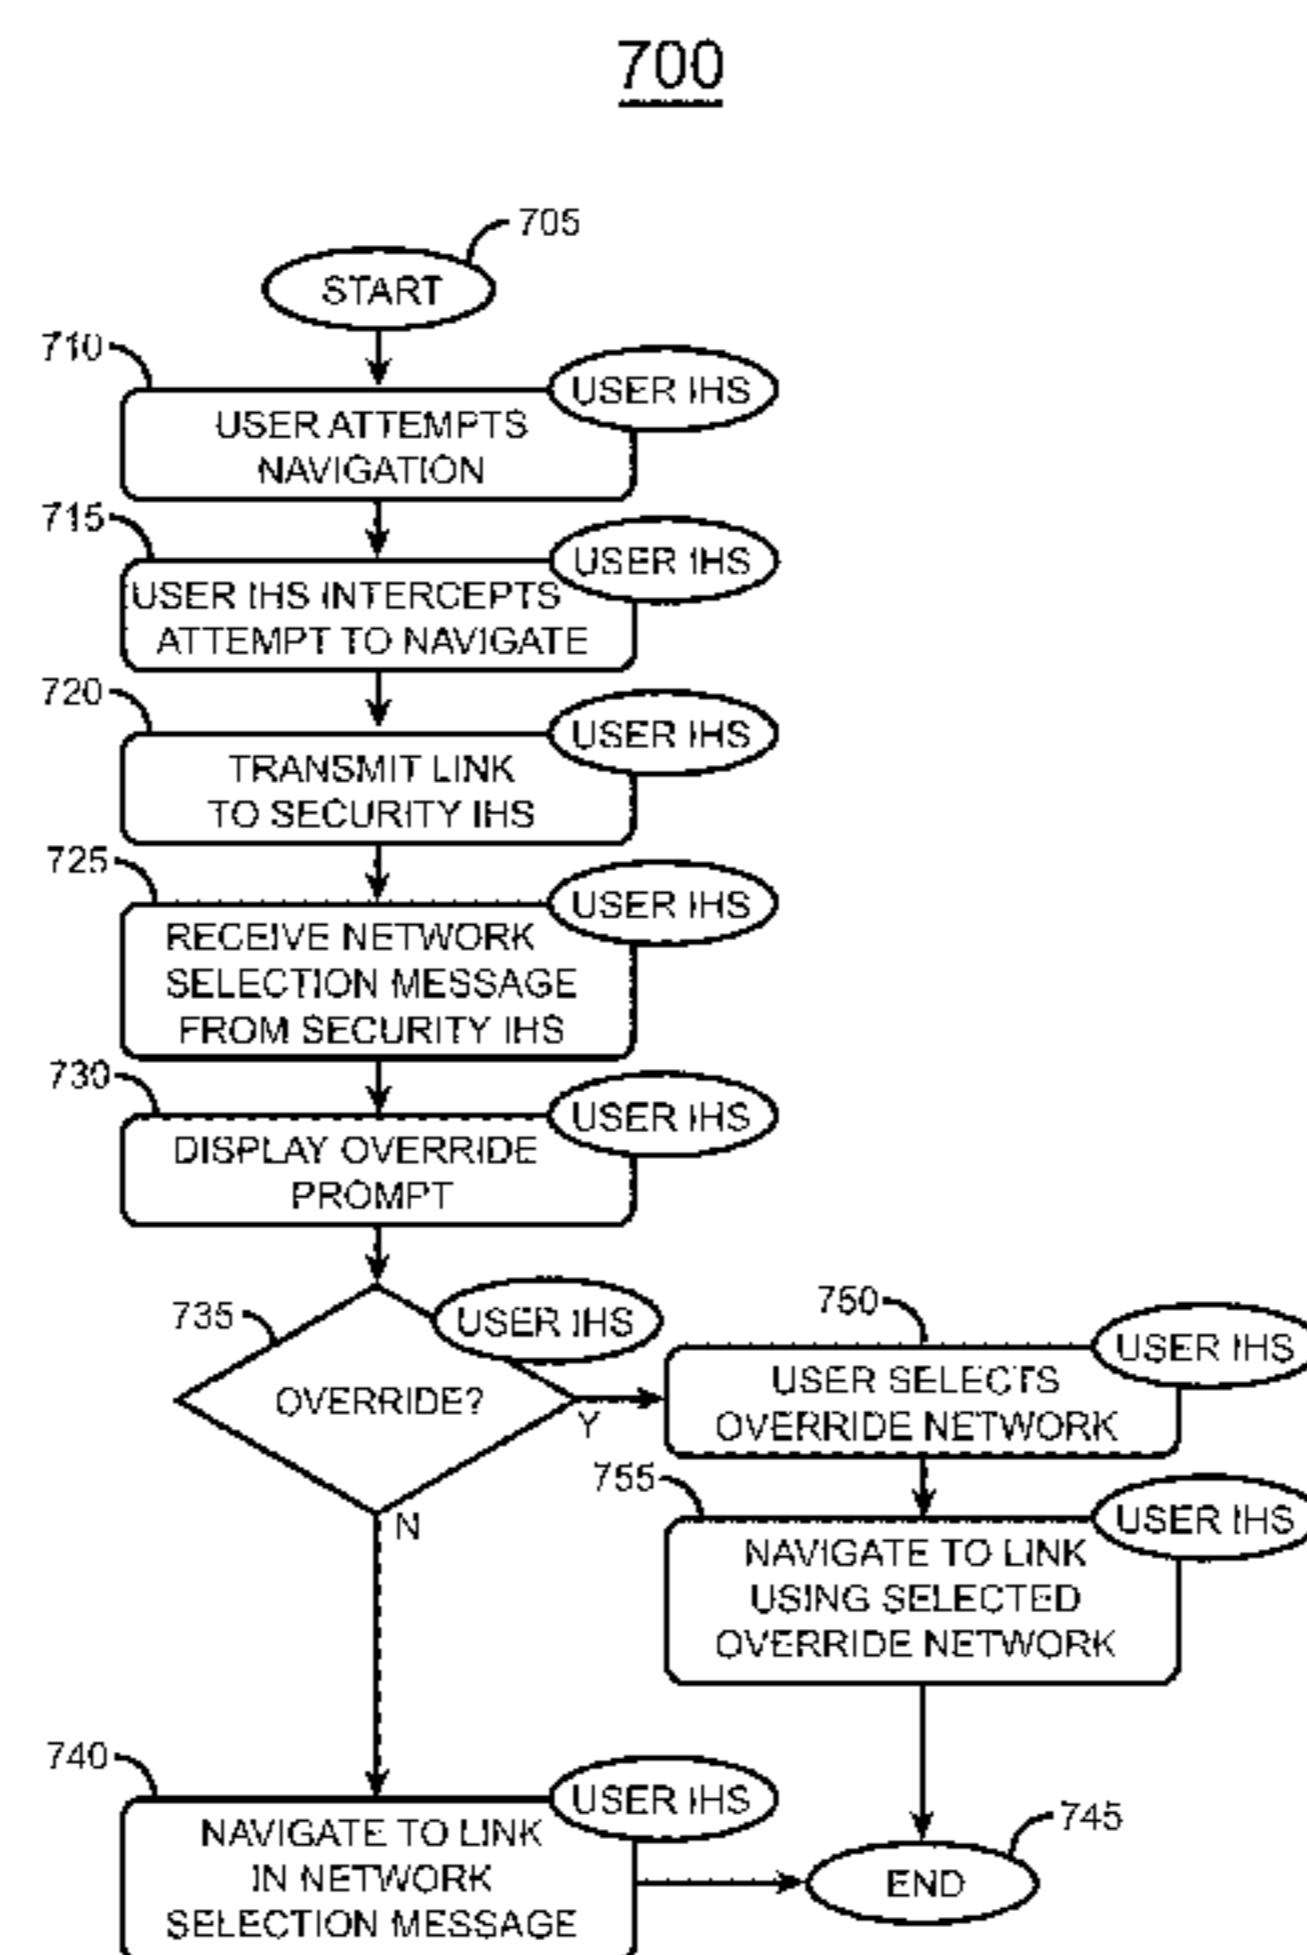 700
705
START
710
USER IHS
USER ATTEMPTS
NAVIGATION
715
USER IHS
USER IHS INTERCEPTS
ATTEMPT TO NAVIGATE
720
USER IHS
TRANSMIT LINK
TO SECURITY IHS
725
USER IHS
RECEIVE NETWORK
SELECTION MESSAGE
FROM SECURITY IHS
730
USER IHS
DISPLAY OVERRIDE
PROMPT
735
USER IHS
OVERRIDE?
Y
N
750
USER IHS
USER SELECTS
OVERRIDE NETWORK
755
USER IHS
NAVIGATE TO LINK
USING SELECTED
OVERRIDE NETWORK
740
USER IHS
NAVIGATE TO LINK
IN NETWORK
SELECTION MESSAGE
745
END